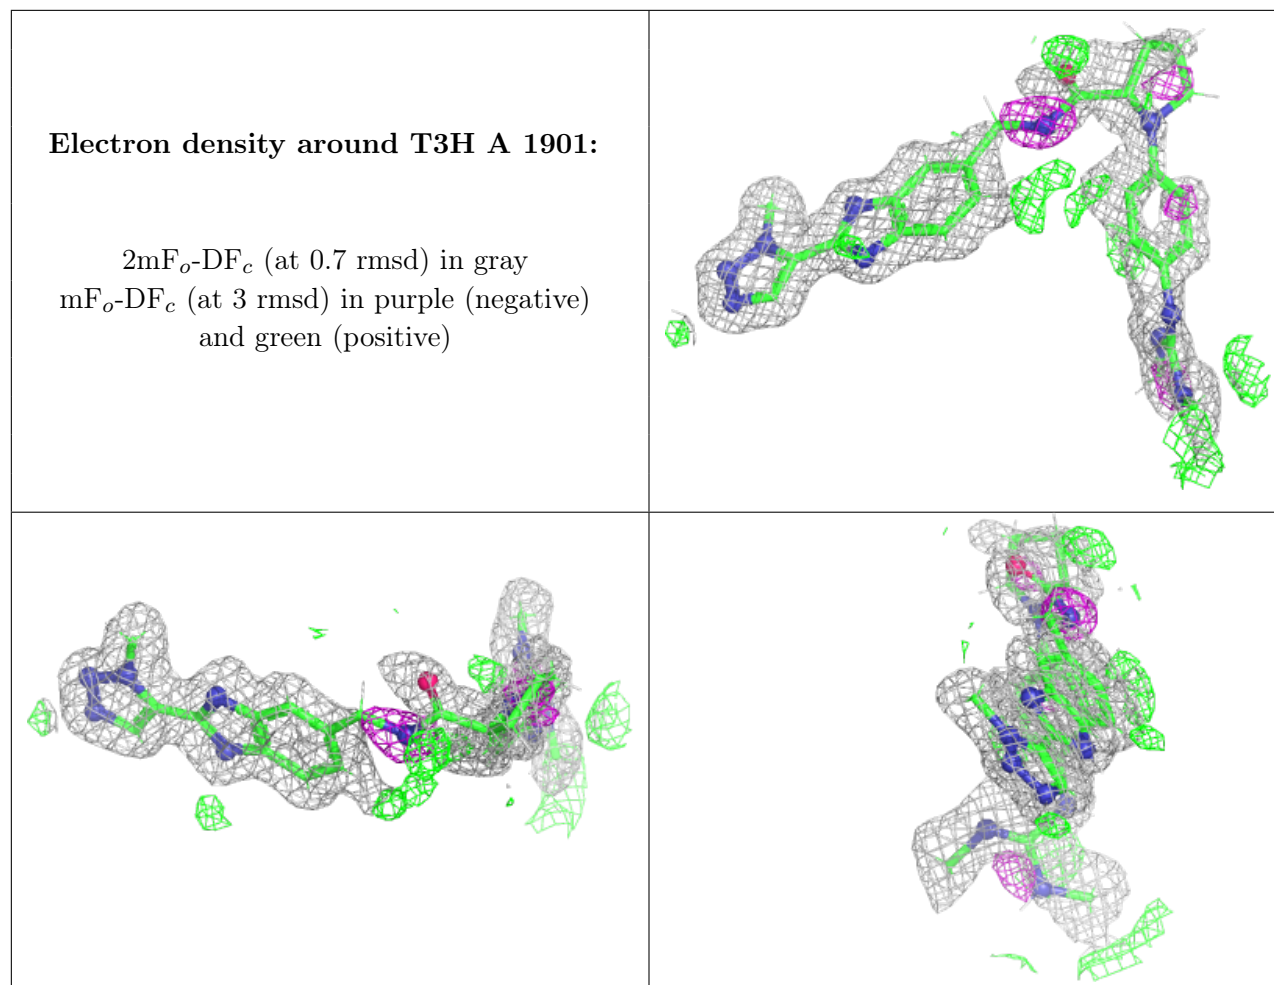 Electron density around T3H A 1901:
2mFo-DFc (at 0.7 rmsd) in gray
mFo-DFc (at 3 rmsd) in purple (negative)
and green (positive)